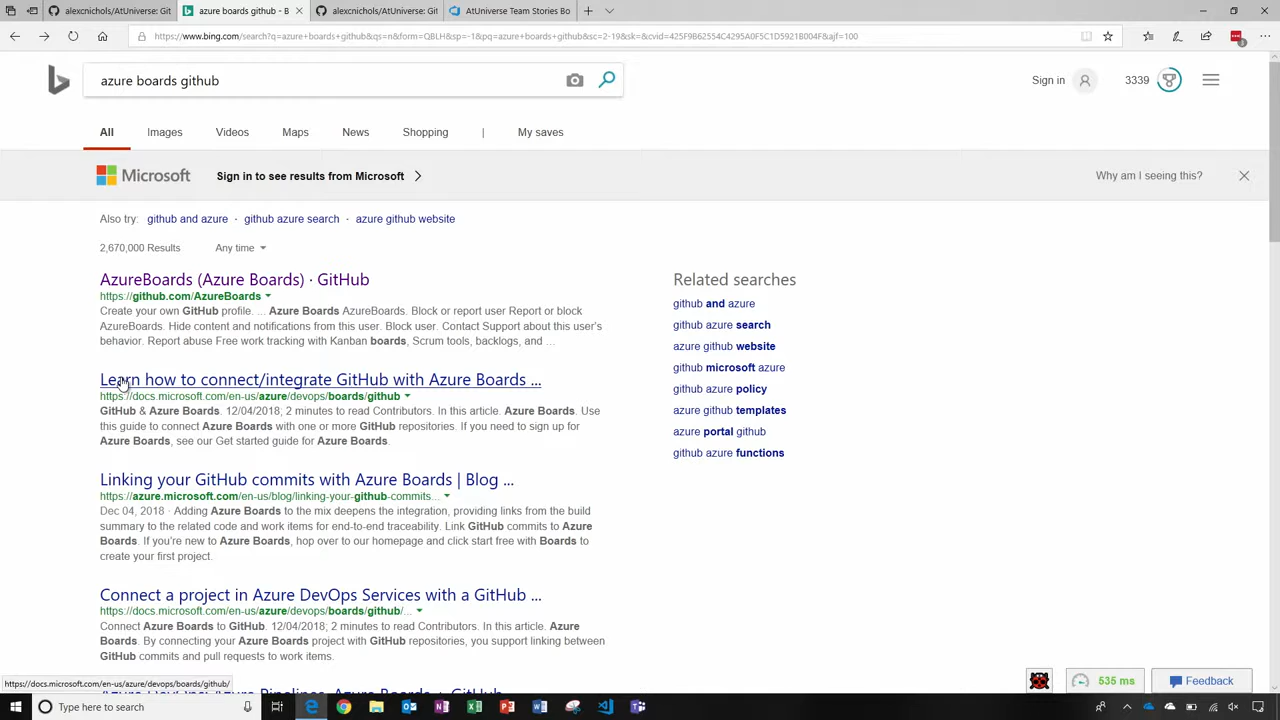 alexcnichols/AtUniverse: Git
azure boards github - B
alexcnichols/AtUniverse: Git
AtUniverse Team Stories Bo
https://www.bing.com/search?q=azure+boards+github&qs=n&form=QBLH&sp=-1&pq=azure+boards+github&sc=2-19&sk=&cvid=425F9B62554C4295A0F5C1D5921B004F&ajf=100
azure boards github
Sign in
3339
All
Images
Videos
Maps
News
Shopping
|
My saves
Microsoft
Sign in to see results from Microsoft
Why am I seeing this?
Also try: github and azure · github azure search · azure github website
2,670,000 Results
Any time
AzureBoards (Azure Boards) · GitHub
https://github.com/AzureBoards
Create your own GitHub profile. ... Azure Boards AzureBoards. Block or report user Report or block
AzureBoards. Hide content and notifications from this user. Block user. Contact Support about this user's
behavior. Report abuse Free work tracking with Kanban boards, Scrum tools, backlogs, and ...
Learn how to connect/integrate GitHub with Azure Boards ...
https://docs.microsoft.com/en-us/azure/devops/boards/github
GitHub & Azure Boards. 12/04/2018; 2 minutes to read Contributors. In this article. Azure Boards. Use
this guide to connect Azure Boards with one or more GitHub repositories. If you need to sign up for
Azure Boards, see our Get started guide for Azure Boards.
Linking your GitHub commits with Azure Boards | Blog ...
https://azure.microsoft.com/en-us/blog/linking-your-github-commits...
Dec 04, 2018 · Adding Azure Boards to the mix deepens the integration, providing links from the build
summary to the related code and work items for end-to-end traceability. Link GitHub commits to Azure
Boards. If you're new to Azure Boards, hop over to our homepage and click start free with Boards to
create your first project.
Connect a project in Azure DevOps Services with a GitHub ...
https://docs.microsoft.com/en-us/azure/devops/boards/github/...
Connect Azure Boards to GitHub. 12/04/2018; 2 minutes to read Contributors. In this article. Azure
Boards. By connecting your Azure Boards project with GitHub repositories, you support linking between
GitHub commits and pull requests to work items.
Azure DevOps, Azure Pipelines, Azure Boards + GitHub
Related searches
github and azure
github azure search
azure github website
github microsoft azure
github azure policy
azure github templates
azure portal github
github azure functions
https://docs.microsoft.com/en-us/azure/devops/boards/github/
535 ms
Feedback
Type here to search